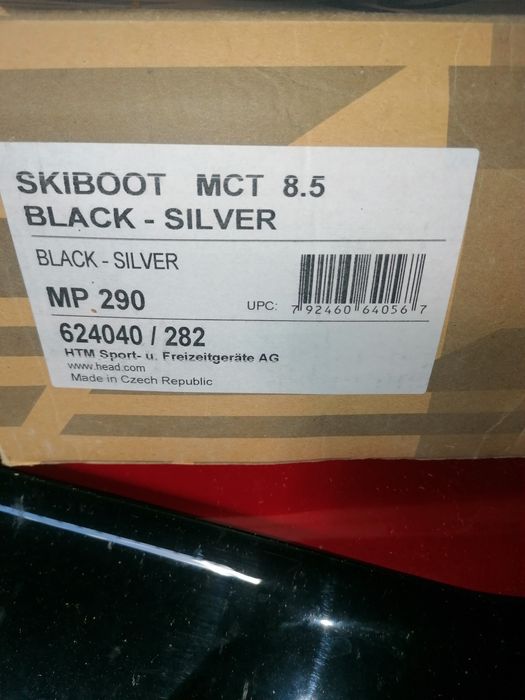 SKIBOOT MCT 8.5
BLACK - SILVER
BLACK - SILVER
MP 290
UPC: 7 92460 64056 7
624040 / 282
HTM Sport- u. Freizeitgeräte AG
www.head.com
Made in Czech Republic